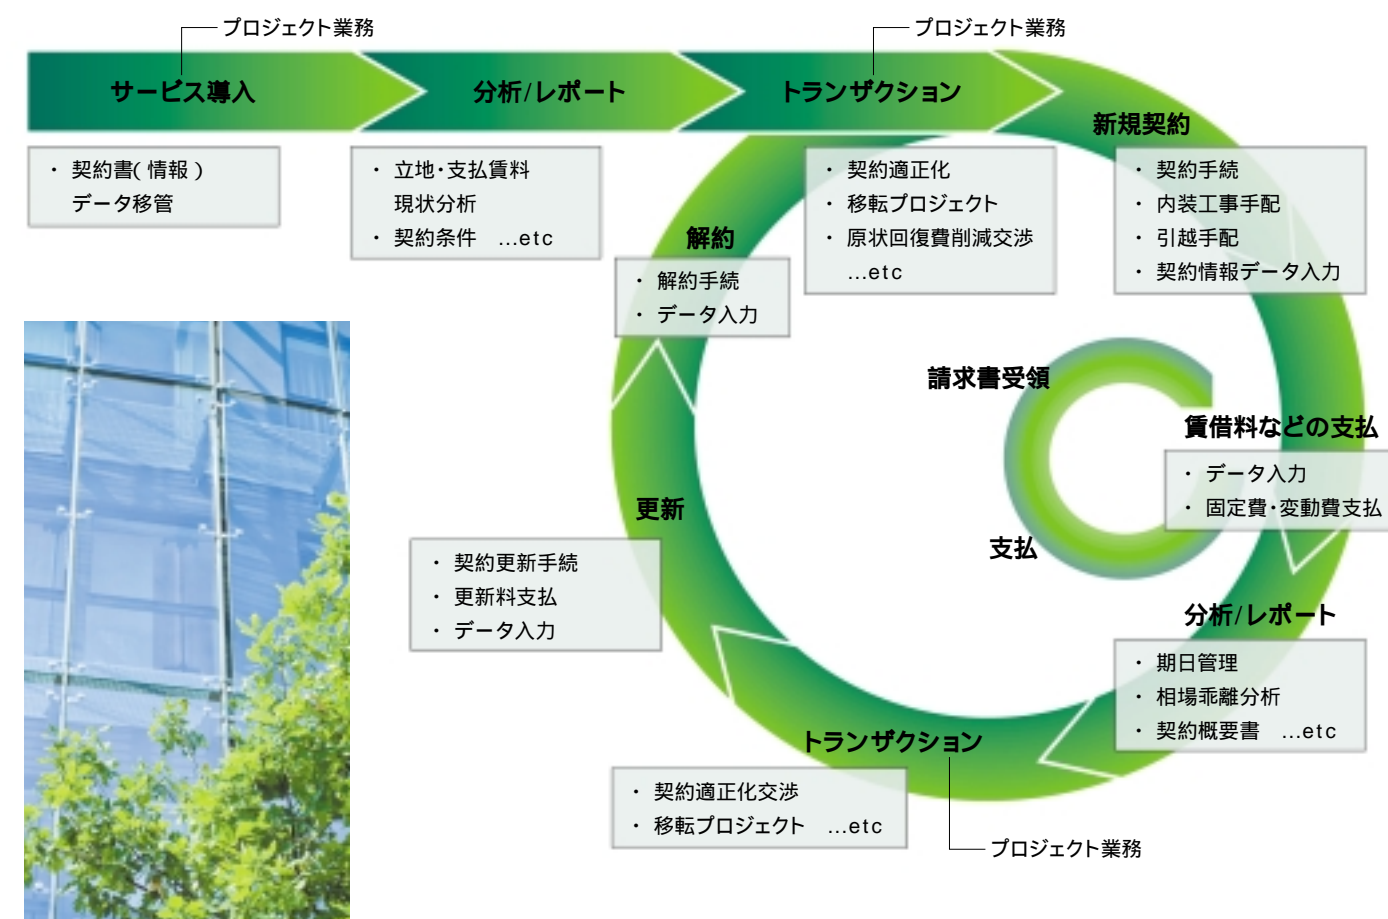 プロジェクト業務
プロジェクト業務
サービス導入
分析/レポート
トランザクション
新規契約
・ 契約書( 情報 )
データ移管
・ 立地・支払賃料
現状分析
・ 契約条件 …etc
・ 契約適正化
・ 移転プロジェクト
・ 原状回復費削減交渉
…etc
・ 契約手続
・ 内装工事手配
・ 引越手配
・ 契約情報データ入力
解約
・ 解約手続
・ データ入力
請求書受領
賃借料などの支払
・ データ入力
・ 固定費・変動費支払
支払
更新
・ 契約更新手続
・ 更新料支払
・ データ入力
分析/レポート
・ 期日管理
・ 相場乖離分析
・ 契約概要書 …etc
トランザクション
・ 契約適正化交渉
・ 移転プロジェクト …etc
プロジェクト業務